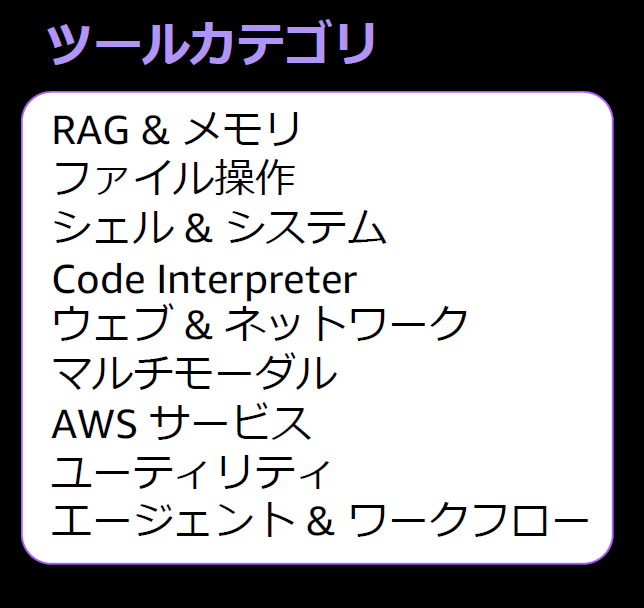 ツールカテゴリ
RAG & メモリ
ファイル操作
シェル & システム
Code Interpreter
ウェブ & ネットワーク
マルチモーダル
AWS サービス
ユーティリティ
エージェント & ワークフロー